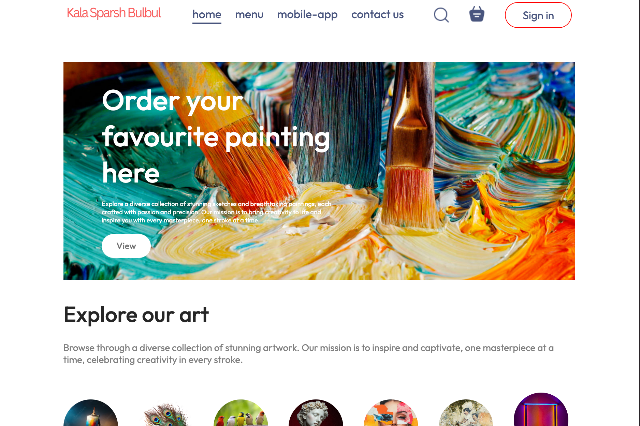 Kala Sparsh Bulbul home menu mobile-app contact us Sign in
Order your
favourite painting
here
Explore a diverse collection of stunning sketches and breathtaking paintings, each
crafted with passion and precision. Our mission is to bring creativity to life and
inspire you with every masterpiece, one stroke at a time.
View
Explore our art
Browse through a diverse collection of stunning artwork. Our mission is to inspire and captivate, one masterpiece at a
time, celebrating creativity in every stroke.